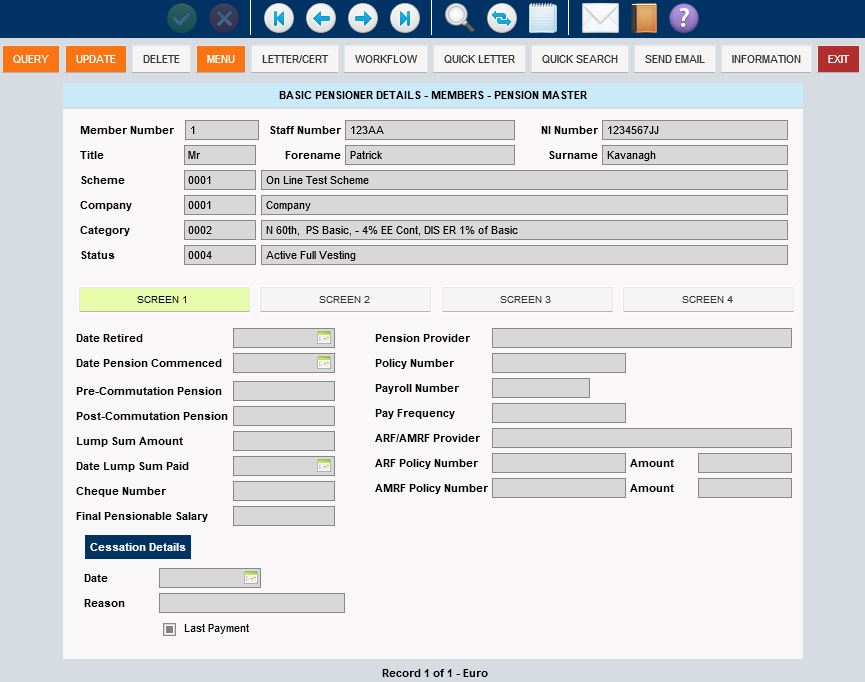 QUERY UPDATE DELETE MENU LETTER/CERT WORKFLOW QUICK LETTER QUICK SEARCH SEND EMAIL INFORMATION EXIT
BASIC PENSIONER DETAILS - MEMBERS - PENSION MASTER
Member Number 1 Staff Number 123AA NI Number 1234567JJ
Title Mr Forename Patrick Surname Kavanagh
Scheme 0001 On Line Test Scheme
Company 0001 Company
Category 0002 N 60th, PS Basic, - 4% EE Cont, DIS ER 1% of Basic
Status 0004 Active Full Vesting
SCREEN 1 SCREEN 2 SCREEN 3 SCREEN 4
Date Retired Pension Provider
Date Pension Commenced Policy Number
Pre-Commutation Pension Payroll Number
Post-Commutation Pension Pay Frequency
Lump Sum Amount ARF/AMRF Provider
Date Lump Sum Paid ARF Policy Number Amount
Cheque Number AMRF Policy Number Amount
Final Pensionable Salary
Cessation Details
Date
Reason
Last Payment
Record 1 of 1 - Euro